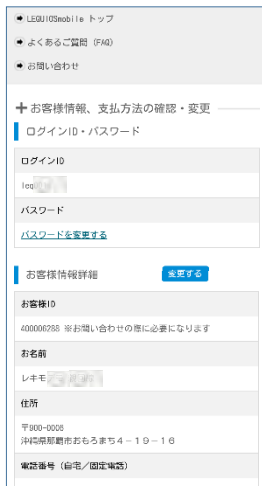 LEQUIOSmobile トップ
よくあるご質問 (FAQ)
お問い合わせ
お客様情報、支払方法の確認・変更
ログインID・パスワード
ログインID
leq
パスワード
パスワードを変更する
お客様情報詳細
変更する
お客様ID
400006288 ※お問い合わせの際に必要になります
お名前
レキモ
住所
〒900-0006
沖縄県那覇市おもろまち4-19-16
電話番号（自宅／固定電話）